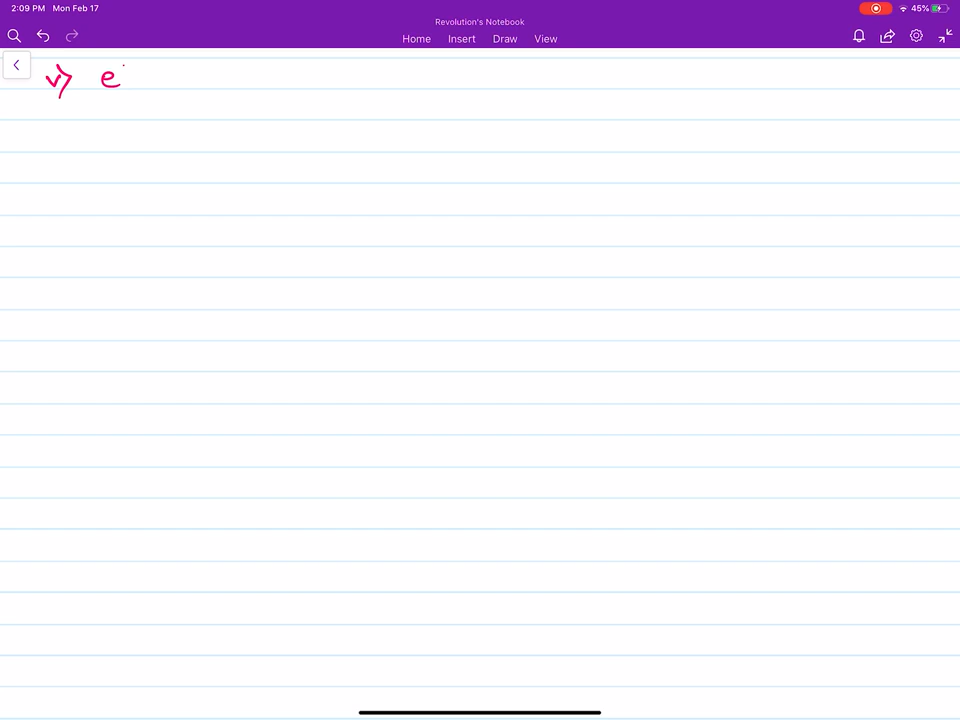 2:09 PM Mon Feb 17 45%
Revolution's Notebook
Home Insert Draw View
v) e